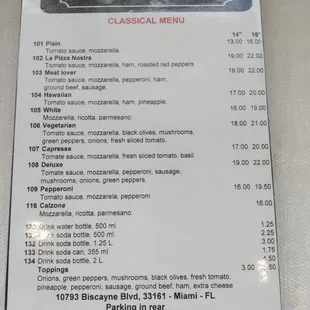 CLASSICAL MENU
14" 18"
101 Plain 13.00 16.00
Tomato sauce, mozzarella.
102 La Pizza Nostra 19.00 22.00
Tomato sauce, mozzarella, ham, roasted red peppers
103 Meat lover 19.00 22.00
Tomato sauce, mozzarella, pepperoni, ham,
ground beef, sausage.
104 Hawaiian 17.00 20.00
Tomato sauce, mozzarella, ham, pineapple.
105 White 16.00 19.00
Mozzarella, ricotta, parmesano.
106 Vegetarian 18.00 21.00
Tomato sauce, mozzarella, black olives, mushrooms,
green peppers, onions, fresh sliced tomato.
107 Capresse 17.00 20.00
Tomate sauce, mozzarella, fresh sliced tomato, basil.
108 Deluxe 19.00 22.00
Tomate sauce, mozzarella, pepperoni, sausage,
mushrooms, onions, green peppers.
109 Pepperoni 16.00 19.50
Tomato sauce, mozzarela, pepperoni
116 Calzone 16.00
Mozzarella, ricotta, parmesano.
Drink water bottle, 500 ml. 1.25
Drink soda bottle, 500 ml. 2.25
132 Drink soda bottle, 1.25 L. 3.00
133 Drink soda can, 355 ml 1.75
134 Drink soda bottle, 2 L. 4.50
Toppings 3.00
Onions, green peppers, mushrooms, black olives, fresh tomato,
pineapple, pepperoni, sausage, ground beef, ham, extra cheese
10793 Biscayne Blvd, 33161 - Miami - FL
Parking in rear